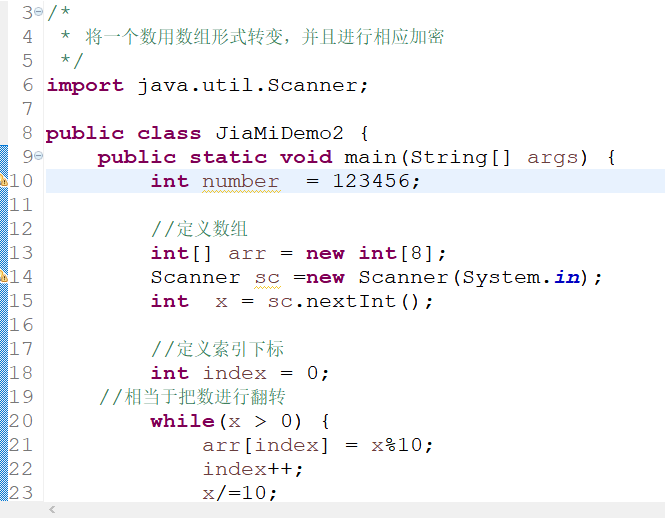 3 /*
4  * 将一个数用数组形式转变，并且进行相应加密
5  */
6 import java.util.Scanner;
7
8 public class JiaMiDemo2 {
9     public static void main(String[] args) {
10         int number  = 123456;
11
12         //定义数组
13         int[] arr = new int[8];
14         Scanner sc =new Scanner(System.in);
15         int  x = sc.nextInt();
16
17         //定义索引下标
18         int index = 0;
19     //相当于把数进行翻转
20         while(x > 0) {
21             arr[index] = x%10;
22             index++;
23             x/=10;